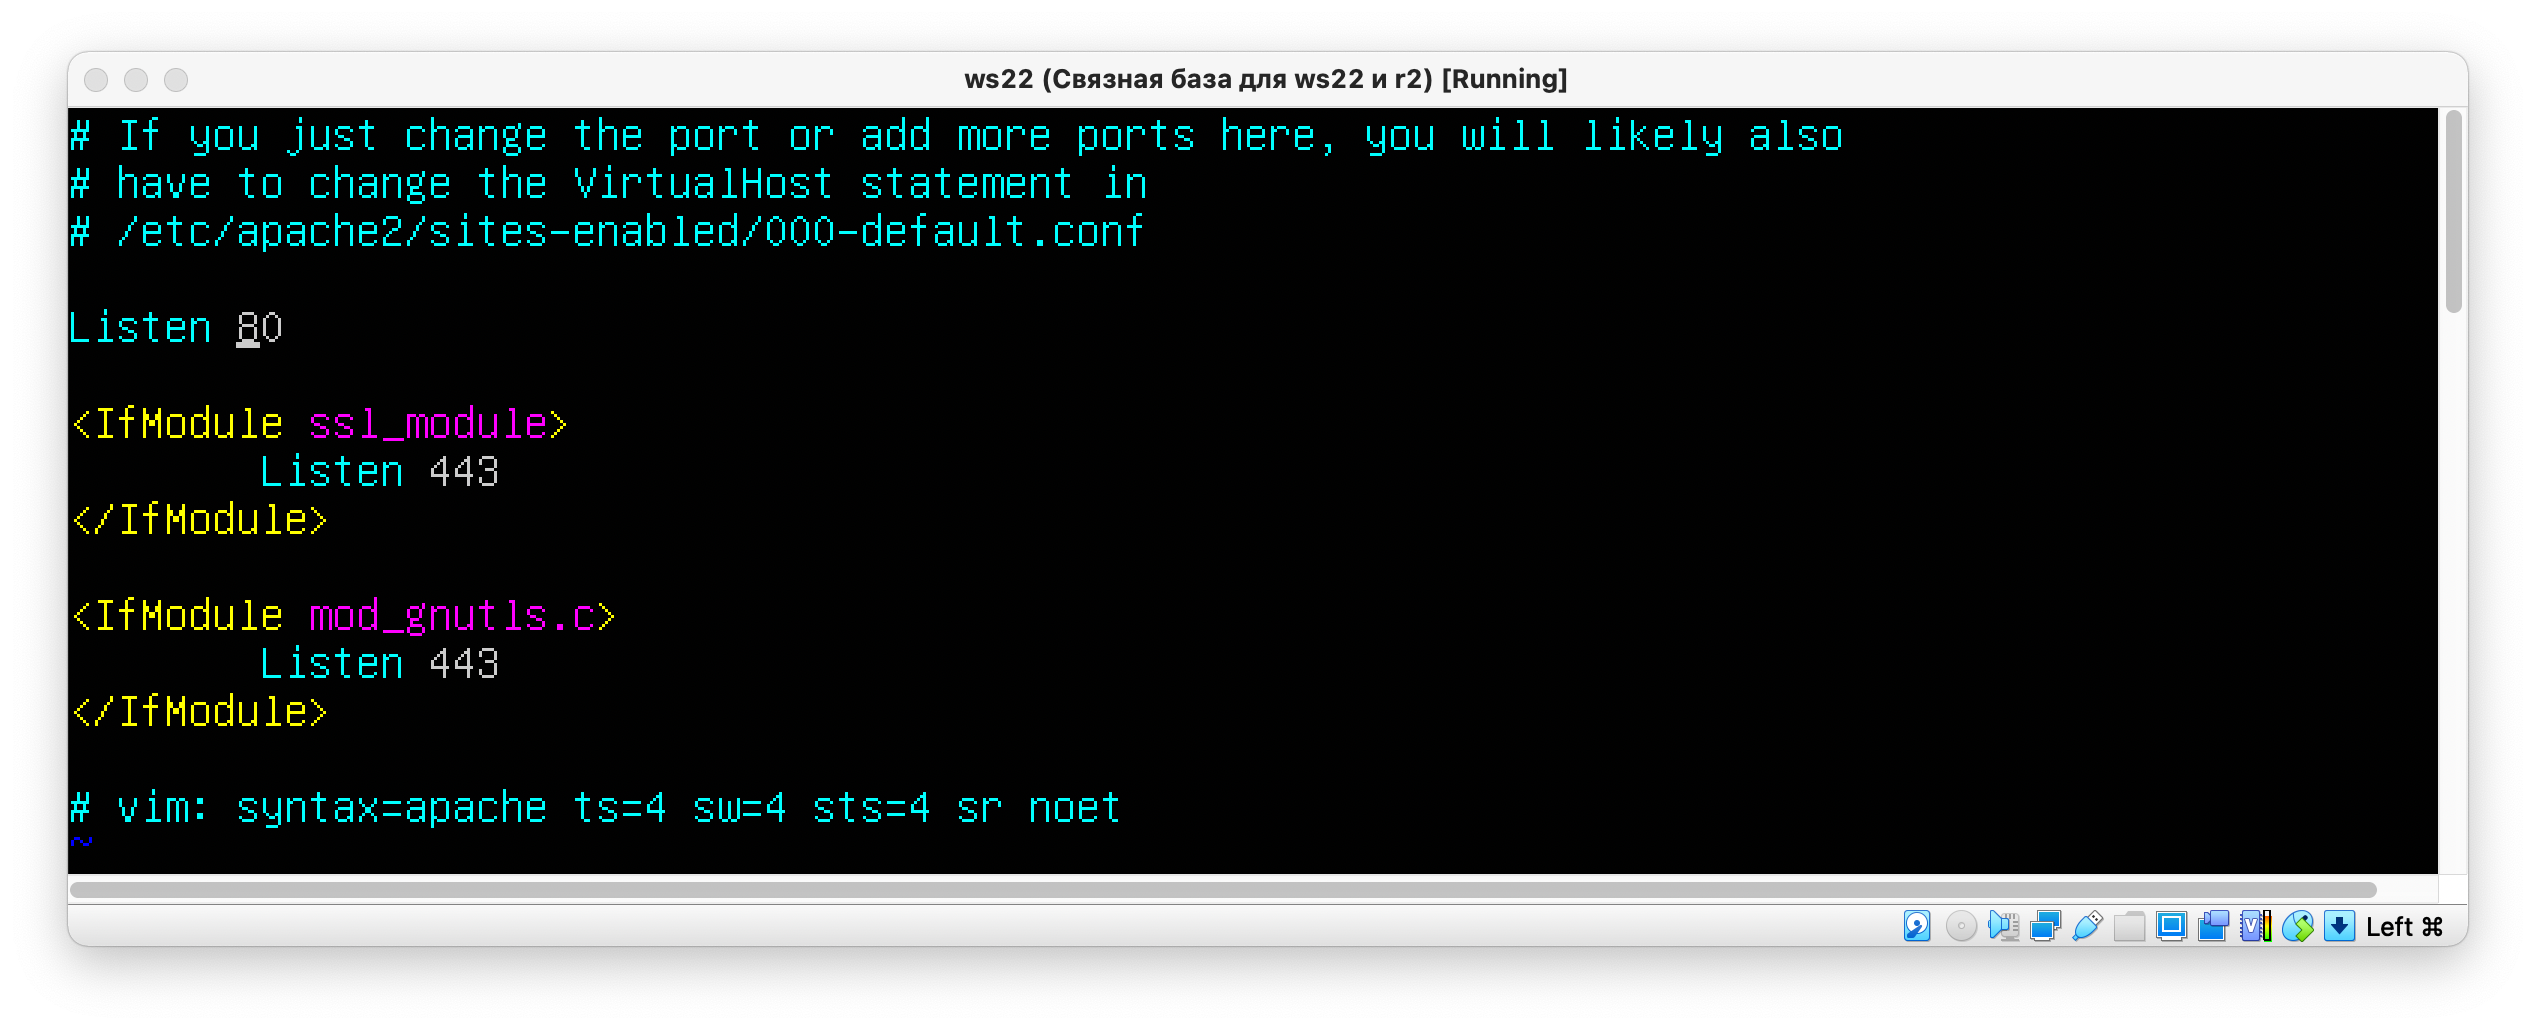 ws22 (Связная база для ws22 и r2) [Running]
# If you just change the port or add more ports here, you will likely also
# have to change the VirtualHost statement in
# /etc/apache2/sites-enabled/000-default.conf
Listen 80
<IfModule ssl_module>
Listen 443
</IfModule>
<IfModule mod_gnutls.c>
Listen 443
</IfModule>
# vim: syntax=apache ts=4 sw=4 sts=4 sr noet
~
Left ⌘